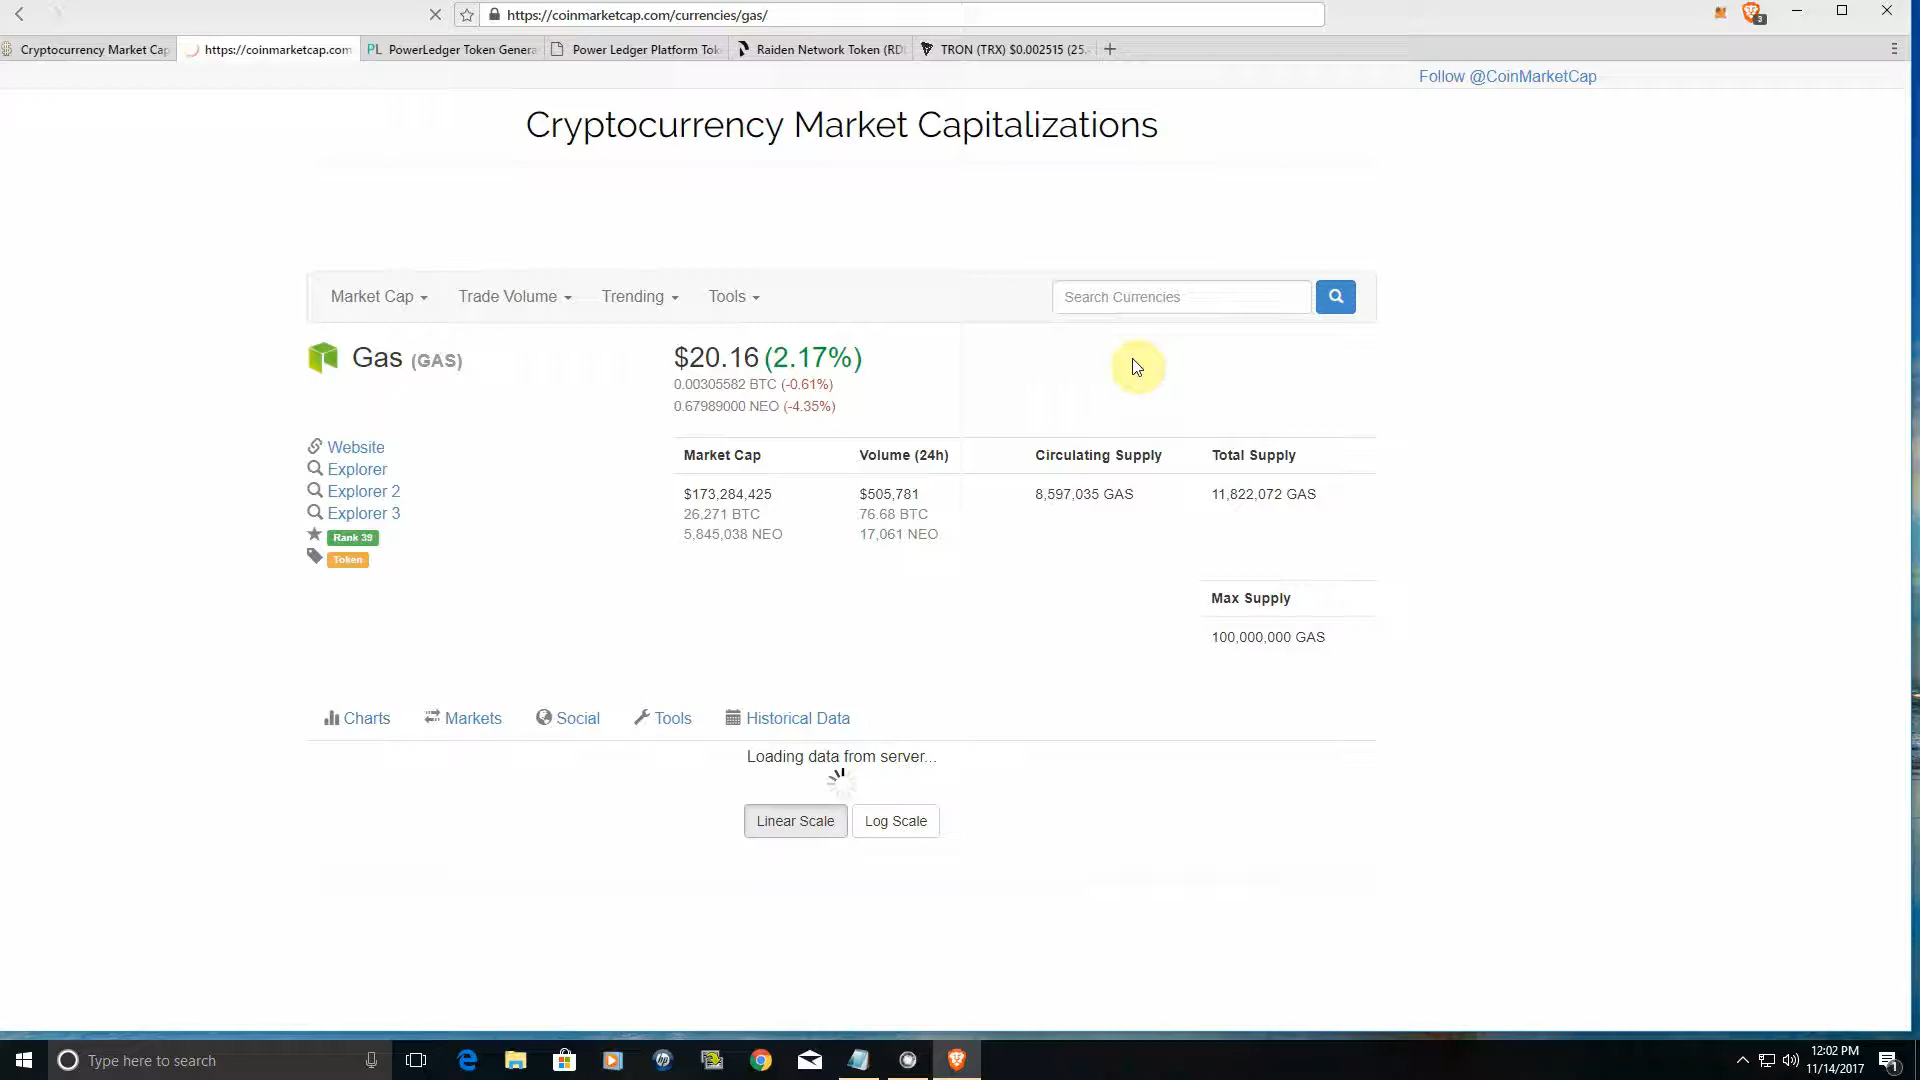 https://coinmarketcap.com/currencies/gas/
3
Cryptocurrency Market Cap
https://coinmarketcap.com
PL PowerLedger Token Genera
Power Ledger Platform Tok
Raiden Network Token (RD
TRON (TRX) $0.002515 (25.
Follow @CoinMarketCap
Cryptocurrency Market Capitalizations
Market Cap
Trade Volume
Trending
Tools
Search Currencies
Gas (GAS)
$20.16 (2.17%)
0.00305582 BTC (-0.61%)
0.67989000 NEO (-4.35%)
Website
Explorer
Explorer 2
Explorer 3
Rank 39
Token
Market Cap Volume (24h) Circulating Supply Total Supply
$173,284,425 $505,781 8,597,035 GAS 11,822,072 GAS
26,271 BTC 76.68 BTC
5,845,038 NEO 17,061 NEO
Max Supply
100,000,000 GAS
Charts Markets Social Tools Historical Data
Loading data from server...
Linear Scale Log Scale
Type here to search
12:02 PM
11/14/2017
1